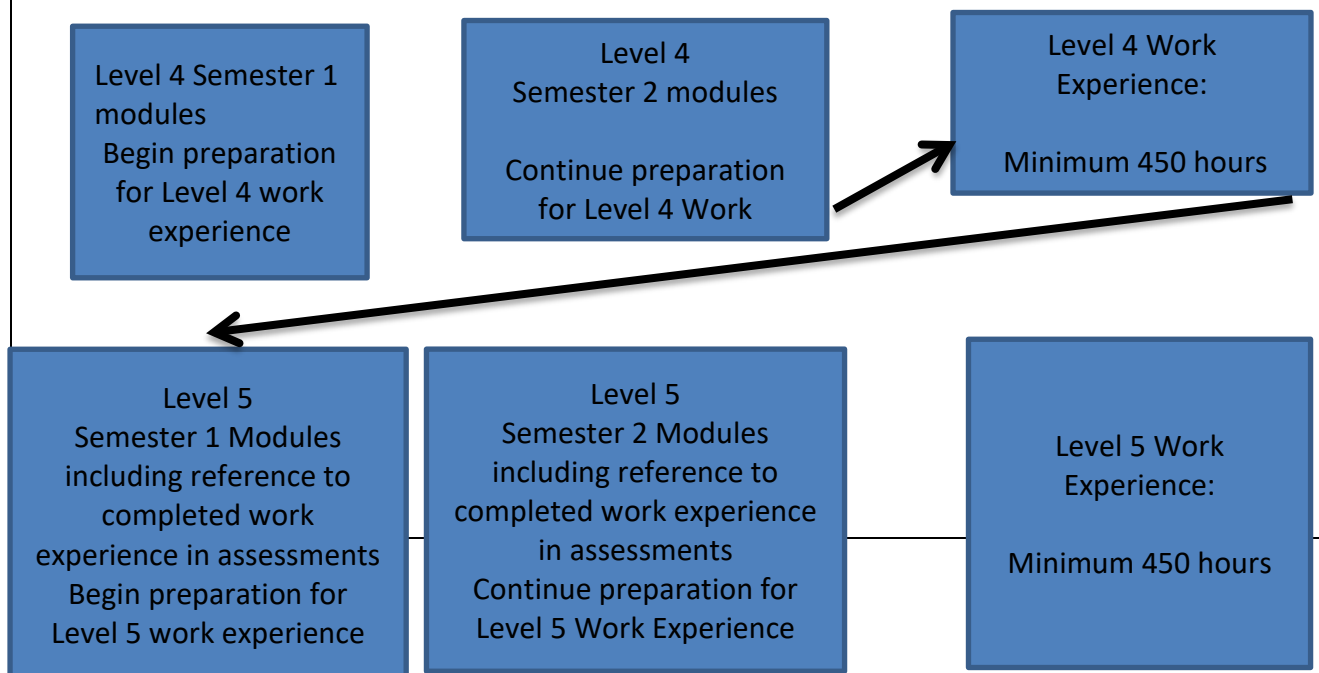 Level 4 Semester 1
modules
Begin preparation
for Level 4 work
experience
Level 4
Semester 2 modules
Continue preparation
for Level 4 Work
Level 4 Work
Experience:
Minimum 450 hours
Level 5
Semester 1 Modules
including reference to
completed work
experience in assessments
Begin preparation for
Level 5 work experience
Level 5
Semester 2 Modules
including reference to
completed work experience
in assessments
Continue preparation for
Level 5 Work Experience
Level 5 Work
Experience:
Minimum 450 hours